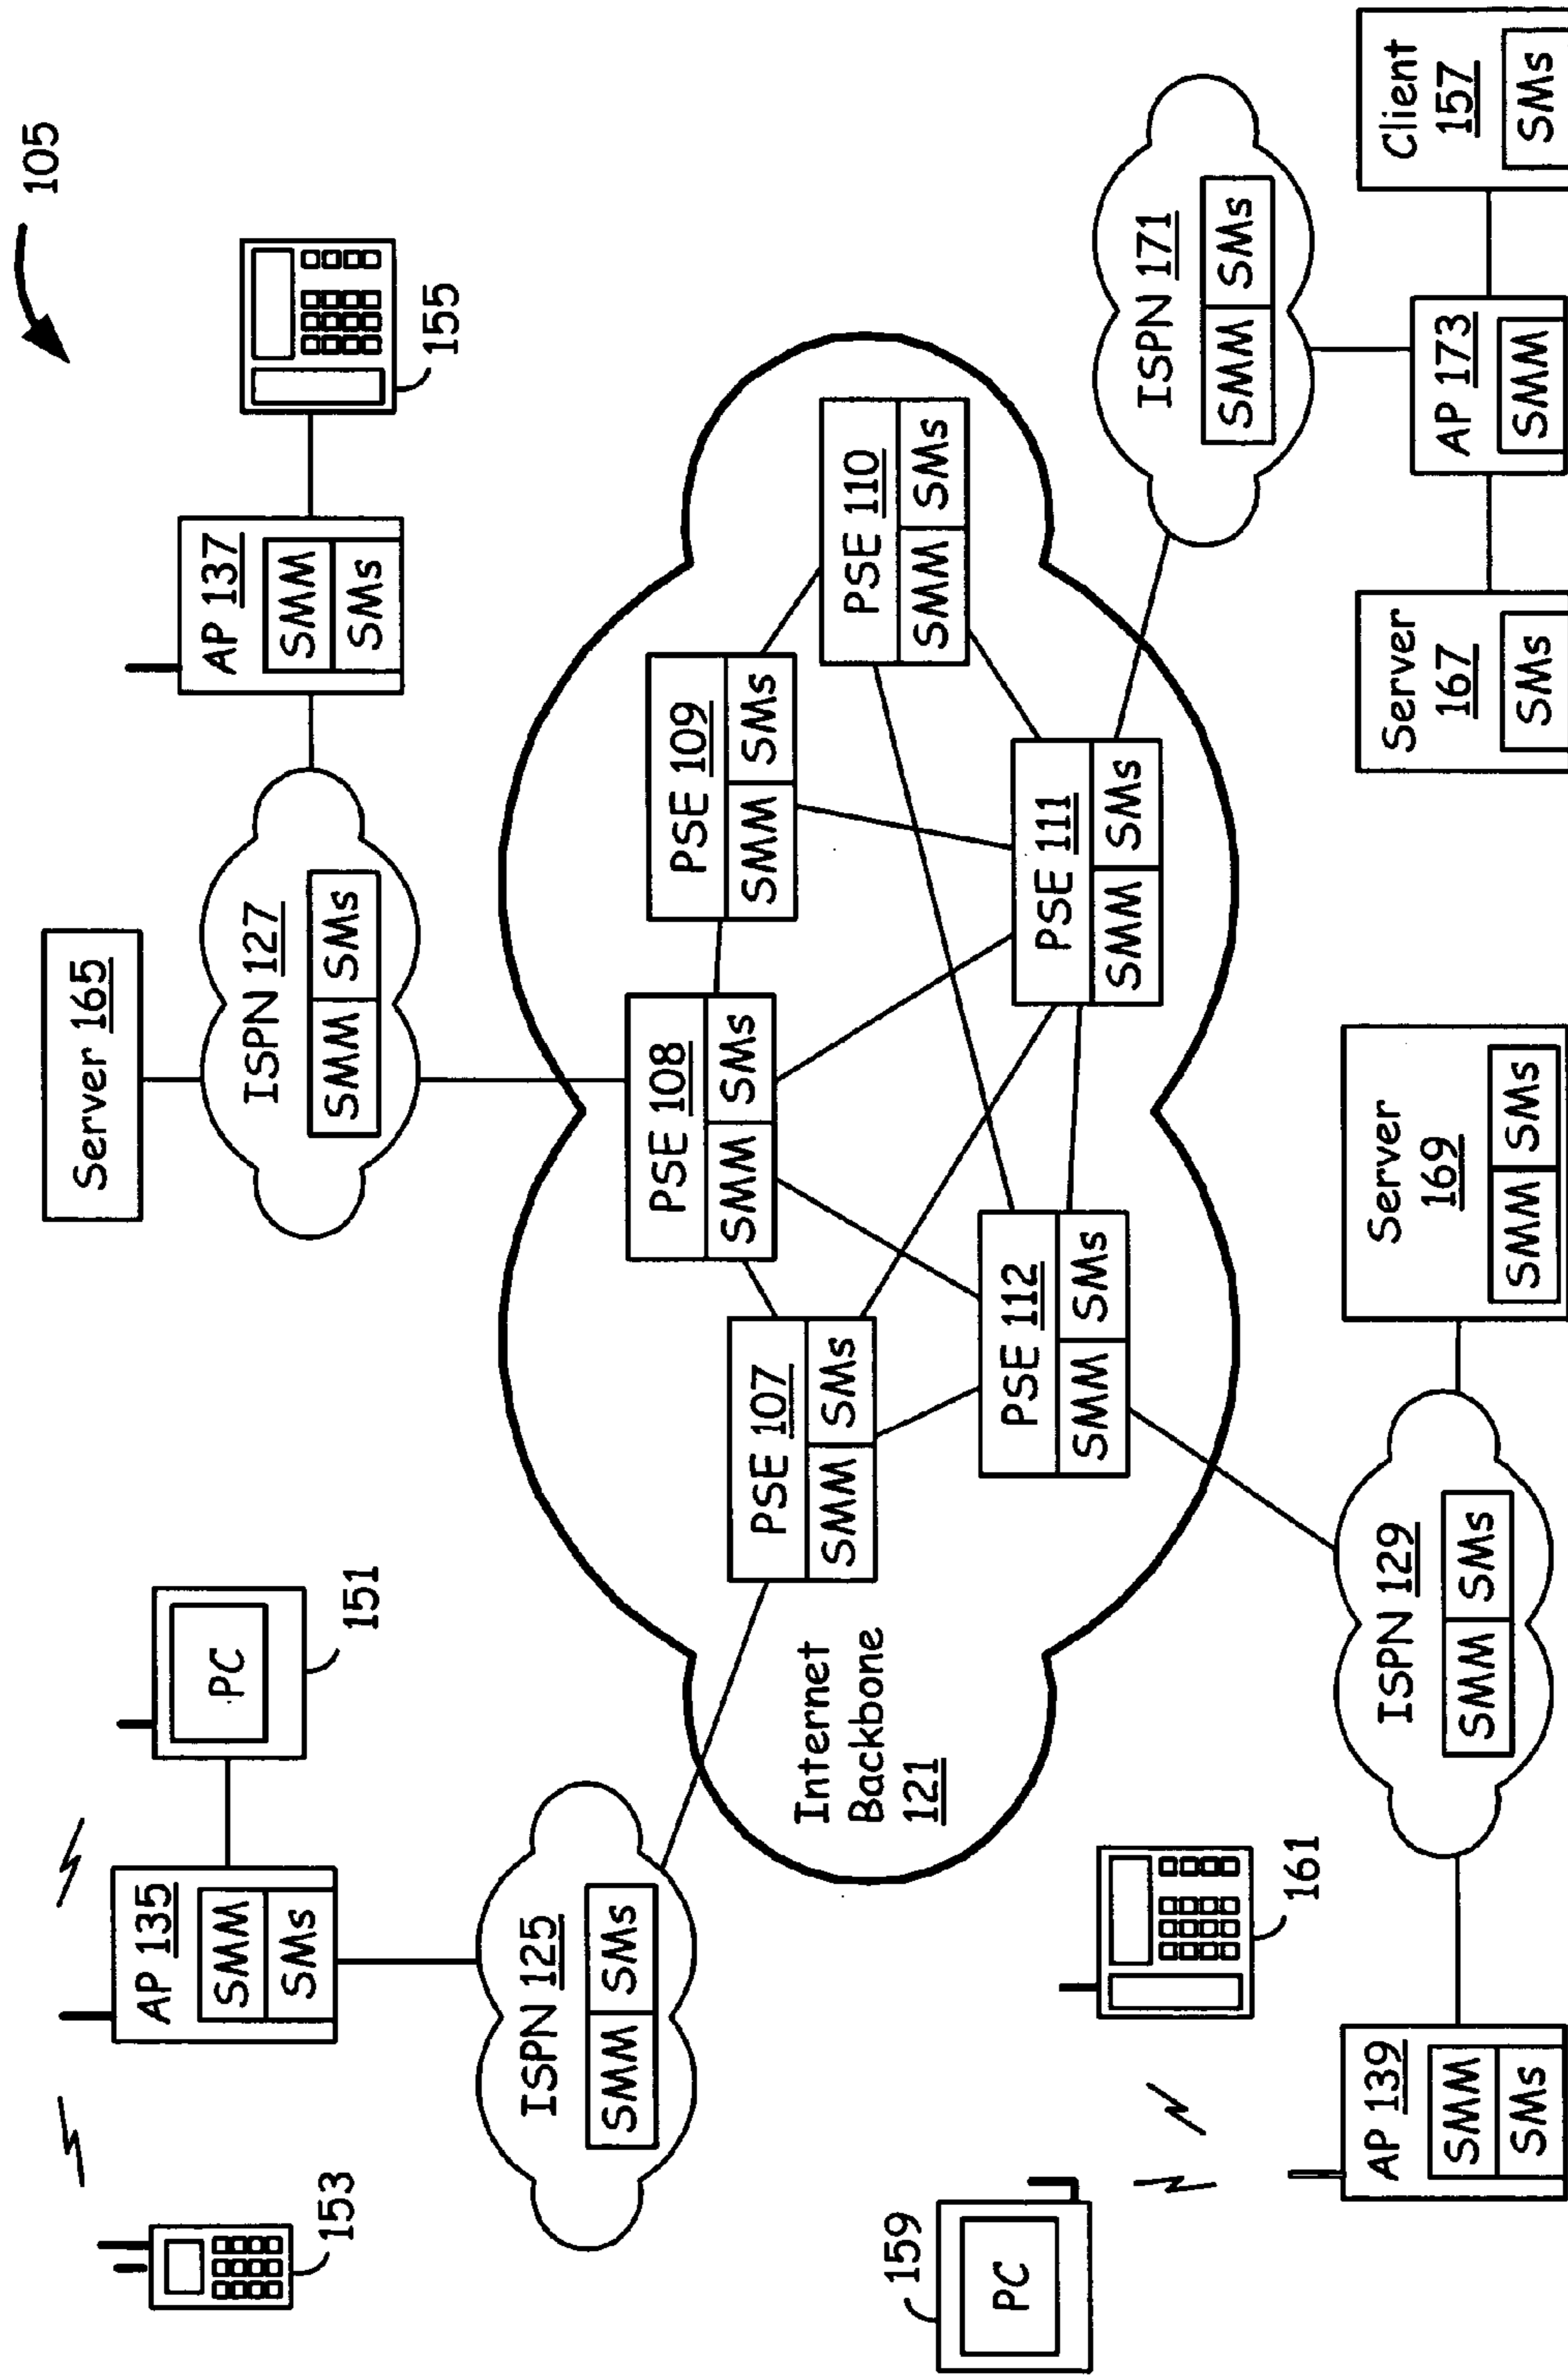 105
153
AP 135
SMM
SMs
PC
151
Server 165
ISPN 127
SMM SMs
AP 137
SMM
SMs
155
ISPN 125
SMM SMs
Internet
Backbone
121
PSE 107
SMM SMs
PSE 108
SMM SMs
PSE 109
SMM SMs
PSE 110
SMM SMs
PSE 111
SMM SMs
PSE 112
SMM SMs
ISPN 171
SMM SMs
159
PC
161
AP 139
SMM
SMs
ISPN 129
SMM SMs
Server
169
SMM SMs
Server
167
SMs
AP 173
SMM
Client
157
SMs